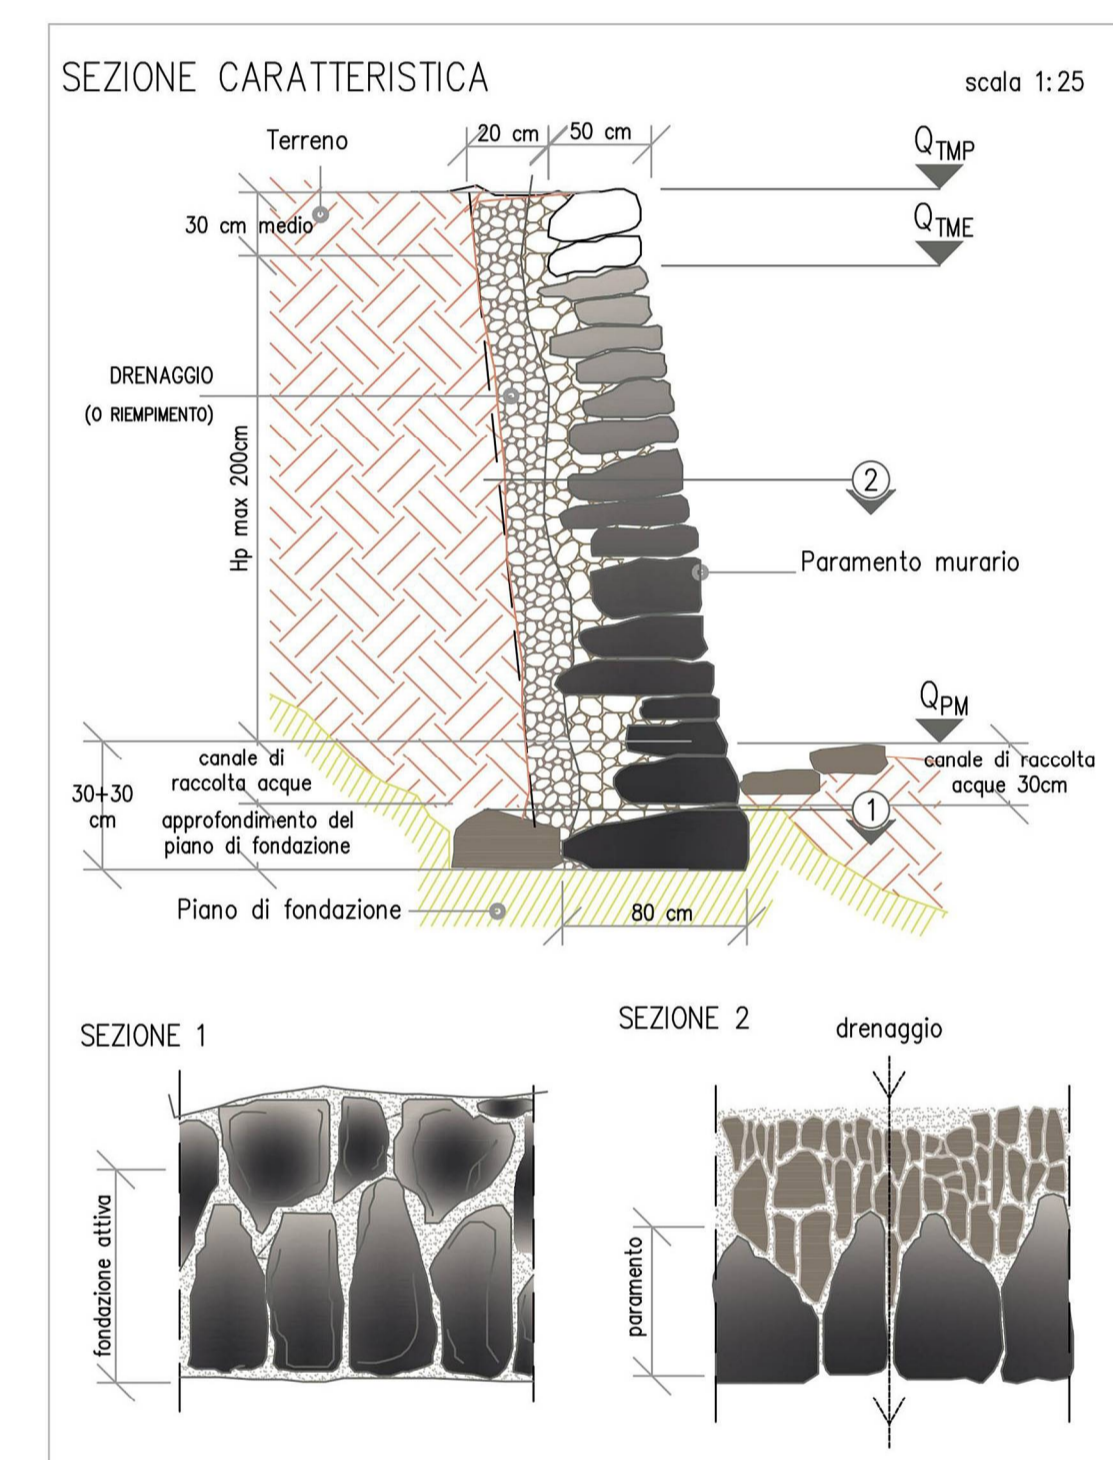 SEZIONE CARATTERISTICA
scala 1:25
Terreno
20 cm
50 cm
QTMP
30 cm medio
QTME
DRENAGGIO
(O RIEMPIMENTO)
Hp max 200cm
2
Paramento murario
QPM
canale di
raccolta acque
canale di raccolta
acque 30cm
30+30
cm
approfondimento del
piano di fondazione
1
Piano di fondazione
80 cm
SEZIONE 1
fondazione attiva
SEZIONE 2
drenaggio
paramento